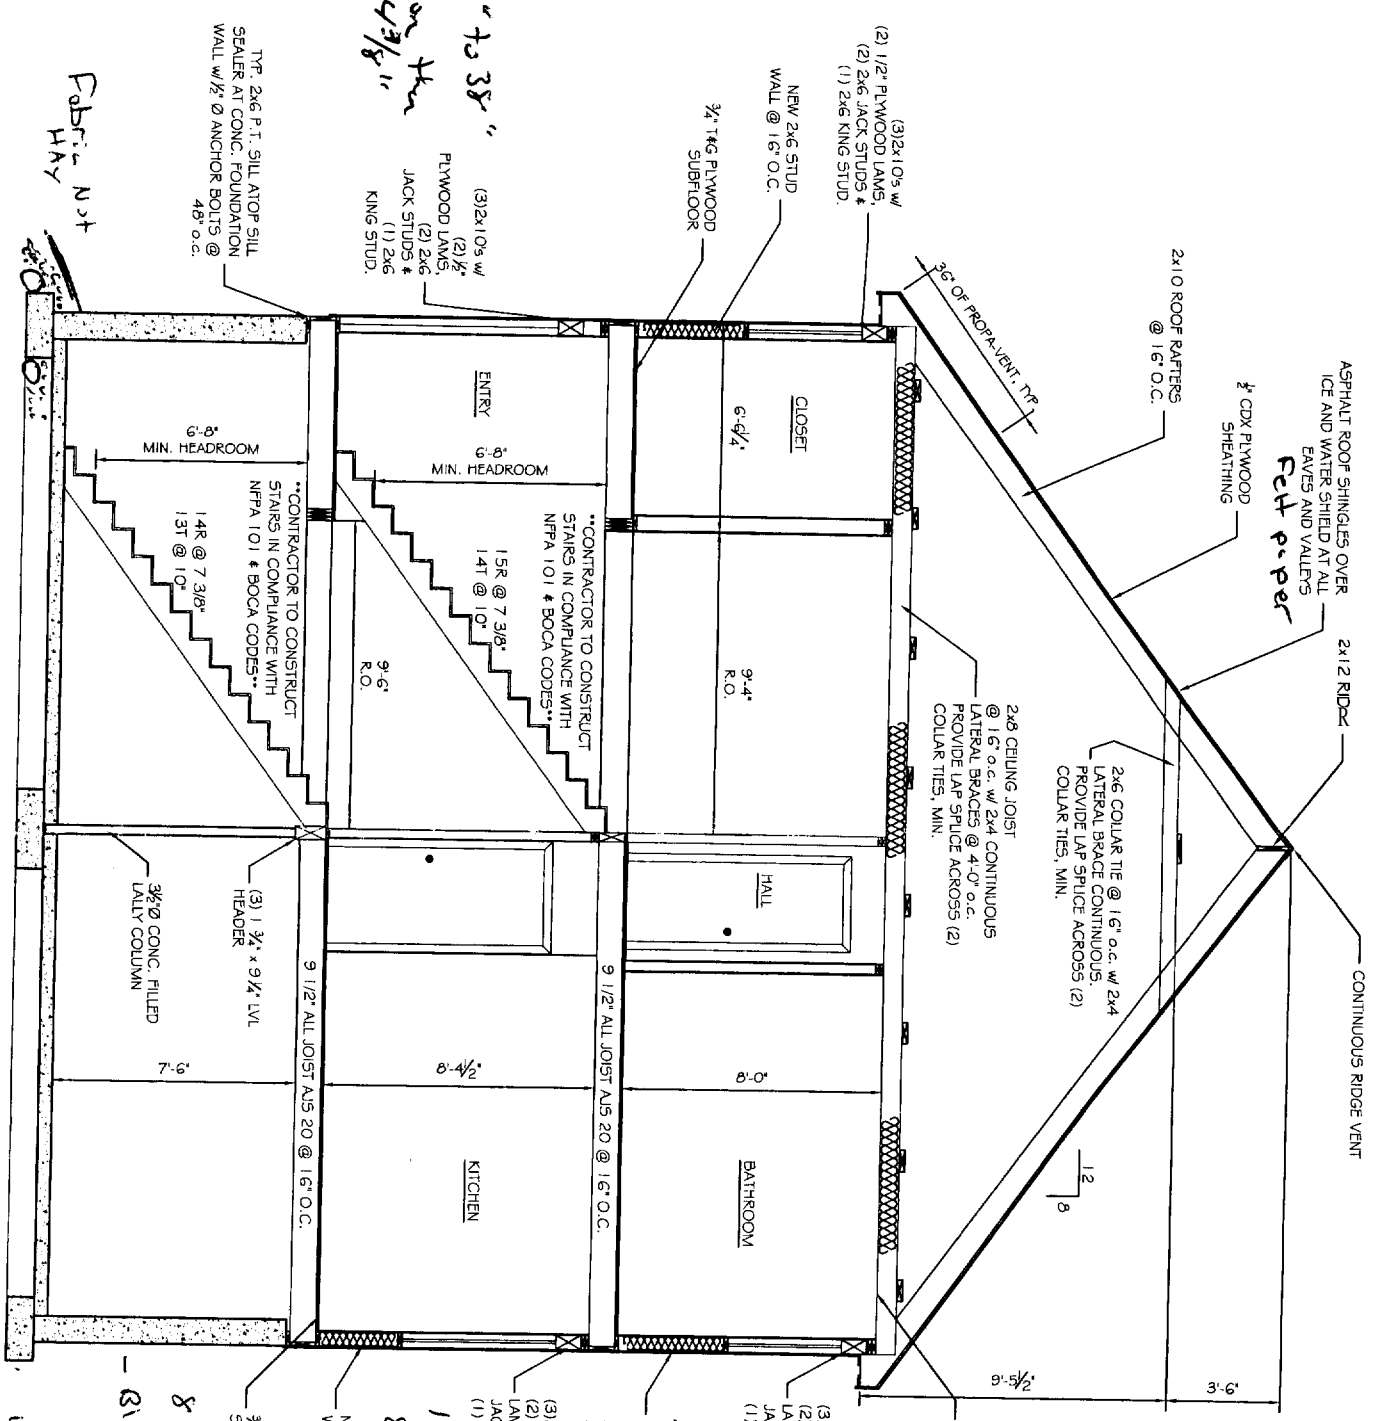 ASPHALT ROOF SHINGLES OVER
ICE AND WATER SHIELD AT ALL
EAVES AND VALLEYS
Felt paper
2x12 RIDGE
CONTINUOUS RIDGE VENT
½" CDX PLYWOOD
SHEATHING
2x10 ROOF RAFTERS
@ 16" O.C.
36" OF PROPA-VENT, TYP
2x6 COLLAR TIE @ 16" o.c. w/ 2x4
LATERAL BRACE CONTINUOUS.
PROVIDE LAP SPLICE ACROSS (2)
COLLAR TIES, MIN.
2x8 CEILING JOIST
@ 16" o.c. w/ 2x4 CONTINUOUS
LATERAL BRACES @ 4'-0" o.c.
PROVIDE LAP SPLICE ACROSS (2)
COLLAR TIES, MIN.
12
8
3'-6"
9'-5½"
(3)2x10's w/
(2) 1/2" PLYWOOD LAMS,
(2) 2x6 JACK STUDS &
(1) 2x6 KING STUD.
NEW 2x6 STUD
WALL @ 16" O.C.
¾" T&G PLYWOOD
SUBFLOOR
CLOSET
6'-6¼"
9'-4"
R.O.
HALL
BATHROOM
8'-0"
9 1/2" ALL JOIST AJS 20 @ 16" O.C.
" to 38"
on the
(3)2x10's w/
(2) ½"
PLYWOOD LAMS,
(2) 2x6
JACK STUDS &
(1) 2x6
KING STUD.
ENTRY
6'-8"
MIN. HEADROOM
**CONTRACTOR TO CONSTRUCT
STAIRS IN COMPLIANCE WITH
NFPA 101 & BOCA CODES**
15R @ 7 3/8"
14T @ 10"
9'-6"
R.O.
KITCHEN
8'-4½"
9 1/2" ALL JOIST AJS 20 @ 16" O.C.
TYP. 2x6 P.T. SILL ATOP SILL
SEALER AT CONC. FOUNDATION
WALL w/ ½" Ø ANCHOR BOLTS @
48" o.c.
Fabric Not
HAY
6'-8"
MIN. HEADROOM
**CONTRACTOR TO CONSTRUCT
STAIRS IN COMPLIANCE WITH
NFPA 101 & BOCA CODES**
14R @ 7 3/8"
13T @ 10"
(3) 1 ¾" x 9¼" LVL
HEADER
3½"Ø CONC. FILLED
LALLY COLUMN
7'-6"